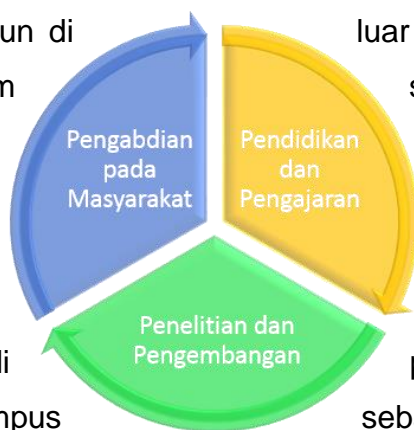 un di
luar
Pengabdian
pada
Masyarakat
Pendidikan
dan
Pengajaran
Penelitian dan
Pengembangan
npus
seb